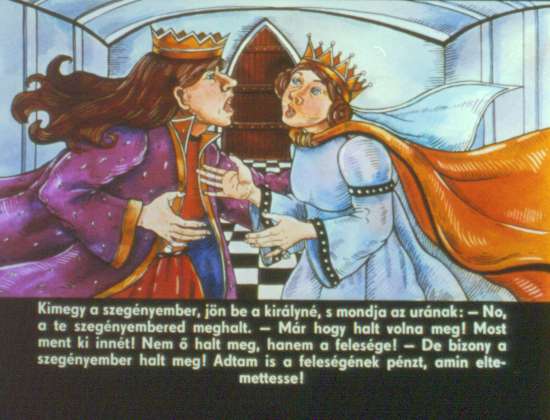 Kimegy a szegényember, jön be a királyné, s mondja az urának: — No,
a te szegényembered meghalt. — Már hogy halt volna meg! Most
ment ki innét! Nem ő halt meg, hanem a felesége! — De bizony a
szegényember halt meg! Adtam is a feleségének pénzt, amin elte-
mettesse!